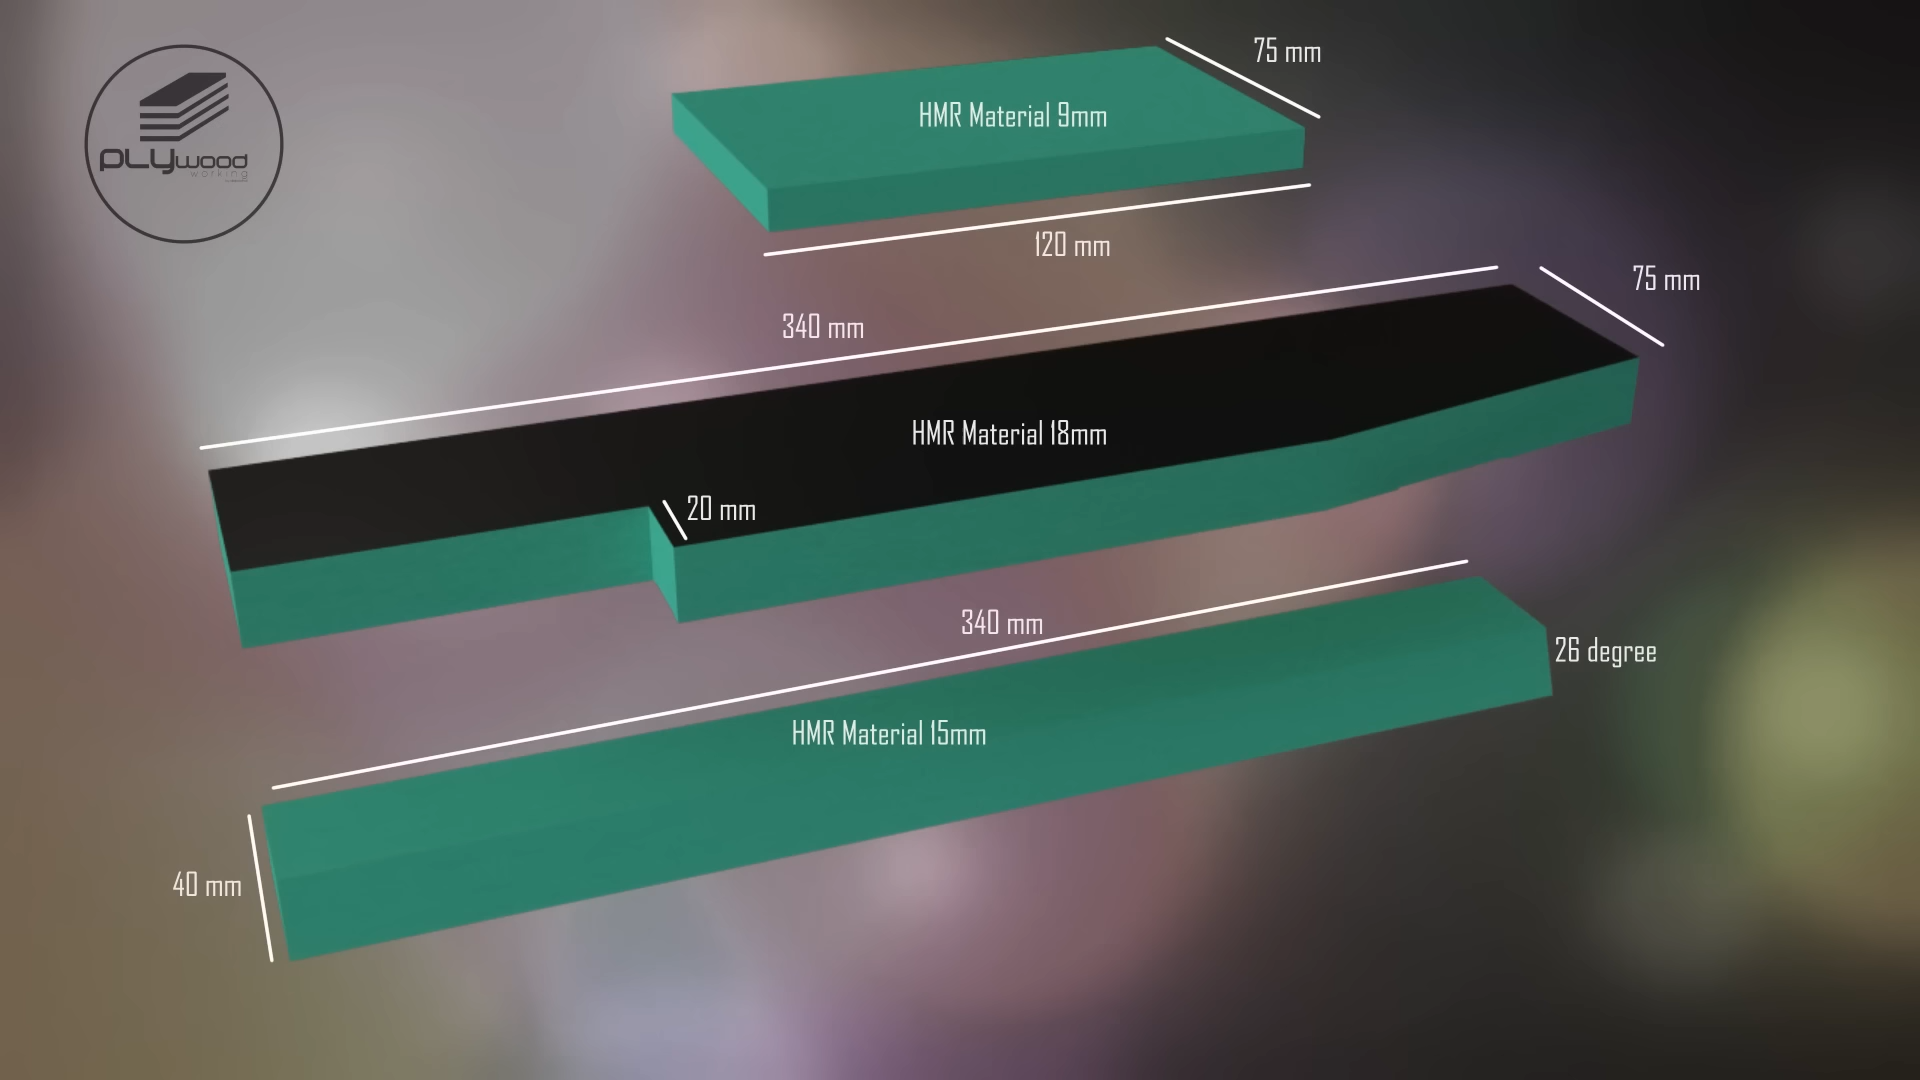 PLYwood
working
75 mm
HMR Material 9mm
120 mm
75 mm
340 mm
HMR Material 18mm
20 mm
340 mm
26 degree
HMR Material 15mm
40 mm